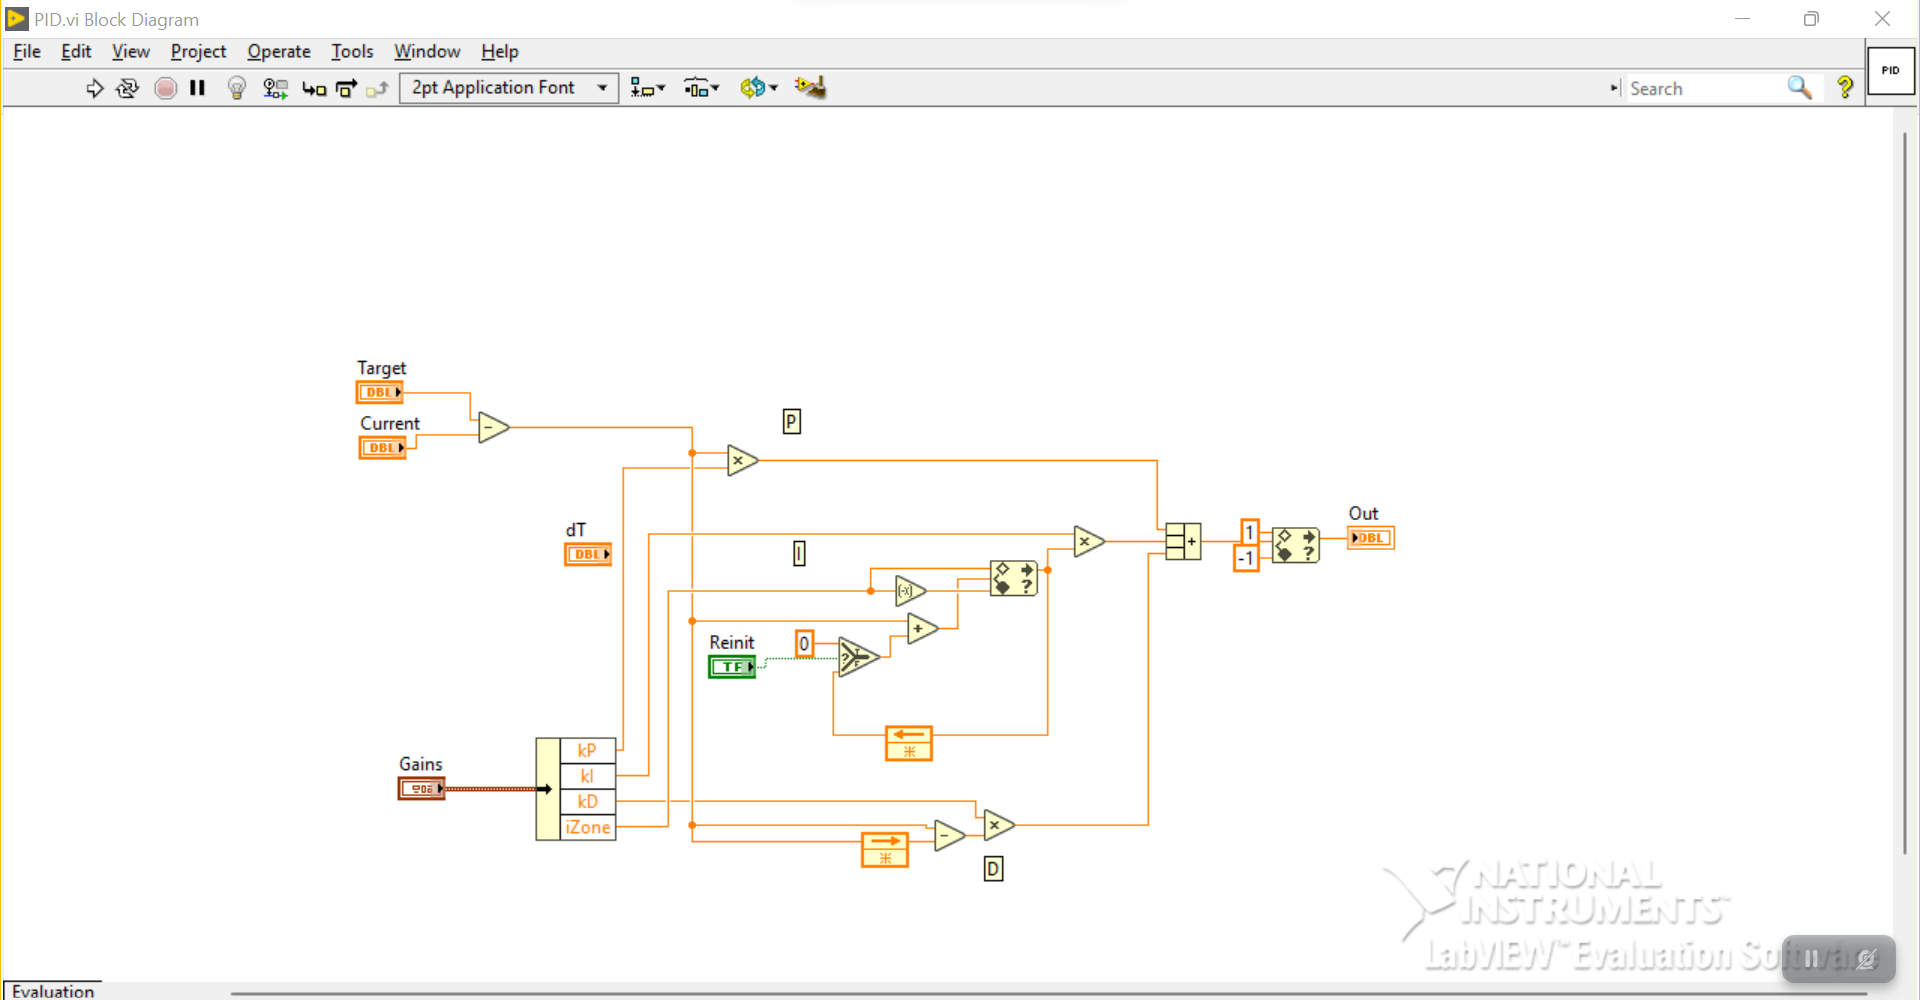 PID.vi Block Diagram
File Edit View Project Operate Tools Window Help
2pt Application Font
Search
PID
Target
DBL
Current
DBL
P
dT
DBL
I
Reinit
TF
0
Gains
kP
kI
kD
iZone
D
1
-1
Out
DBL
NATIONAL
INSTRUMENTS™
LabVIEW™ Evaluation Software
Evaluation